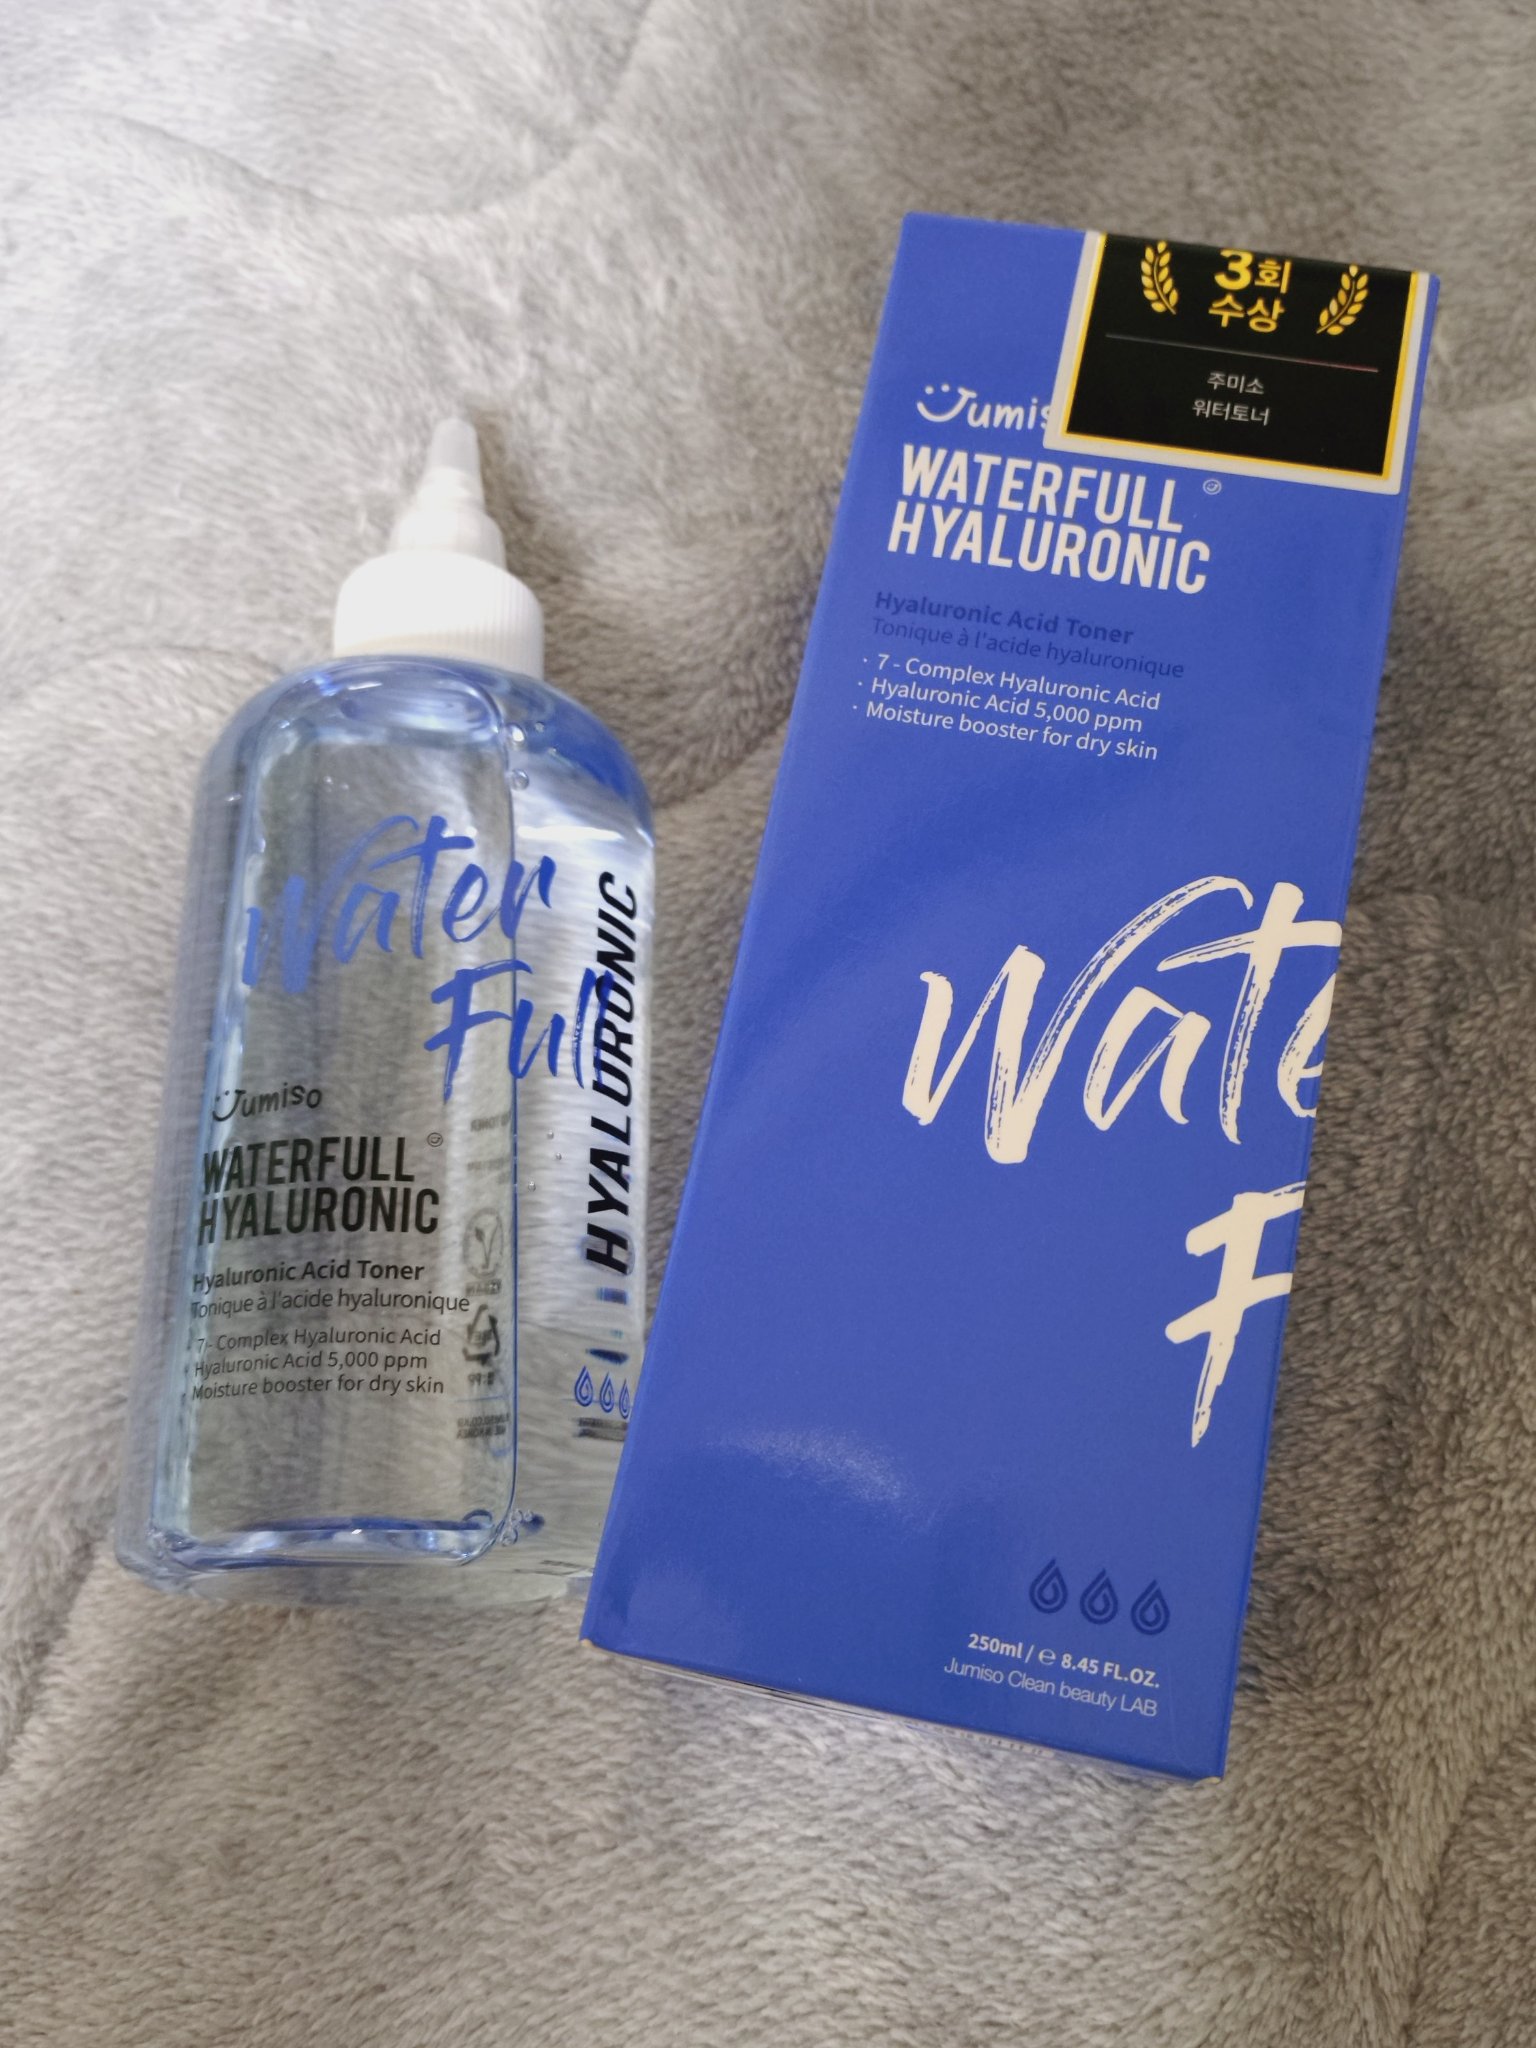 Water
Full
HYALURONIC
Jumiso
WATERFULL
HYALURONIC
Hyaluronic Acid Toner
Tonique à l'acide hyaluronique
7 - Complex Hyaluronic Acid
Hyaluronic Acid 5,000 ppm
Moisture booster for dry skin
3회
수상
주미소
워터토너
Jumis
WATERFULL
HYALURONIC
Hyaluronic Acid Toner
Tonique à l'acide hyaluronique
· 7 - Complex Hyaluronic Acid
· Hyaluronic Acid 5,000 ppm
· Moisture booster for dry skin
Wate
F
250ml / ℮ 8.45 FL.OZ.
Jumiso Clean beauty LAB